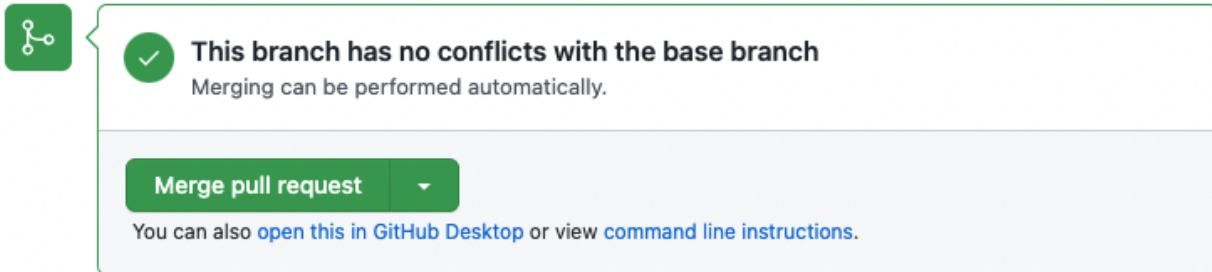 This branch has no conflicts with the base branch
Merging can be performed automatically.
Merge pull request
You can also open this in GitHub Desktop or view command line instructions.